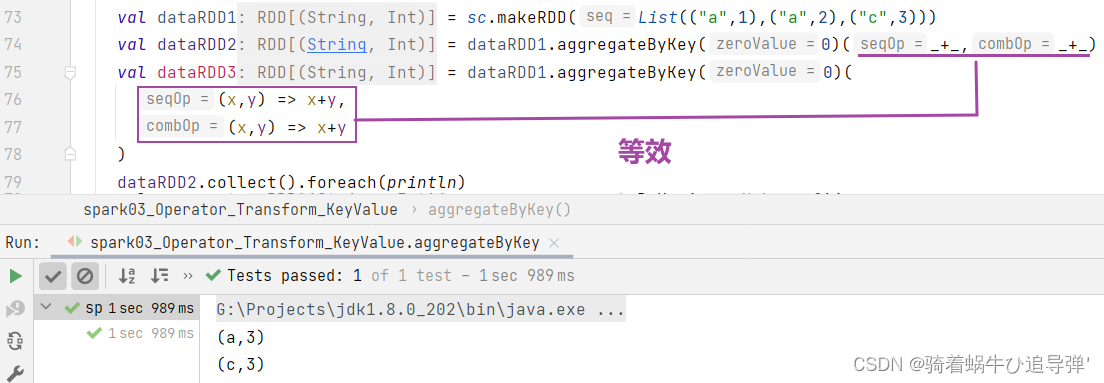 73 val dataRDD1: RDD[(String, Int)] = sc.makeRDD( seq = List(("a",1),("a",2),("c",3)))
74 val dataRDD2: RDD[(String, Int)] = dataRDD1.aggregateByKey( zeroValue = 0)( seqOp = _+_, combOp = _+_)
75 val dataRDD3: RDD[(String, Int)] = dataRDD1.aggregateByKey( zeroValue = 0)(
76 seqOp = (x,y) => x+y,
77 combOp = (x,y) => x+y
等效
78 )
79 dataRDD2.collect().foreach(println)
spark03_Operator_Transform_KeyValue › aggregateByKey()
Run: spark03_Operator_Transform_KeyValue.aggregateByKey ×
» Tests passed: 1 of 1 test – 1 sec 989 ms
sp 1 sec 989 ms G:\Projects\jdk1.8.0_202\bin\java.exe ...
1 sec 989 ms (a,3)
(c,3)
CSDN @骑着蜗牛ひ追导弹'